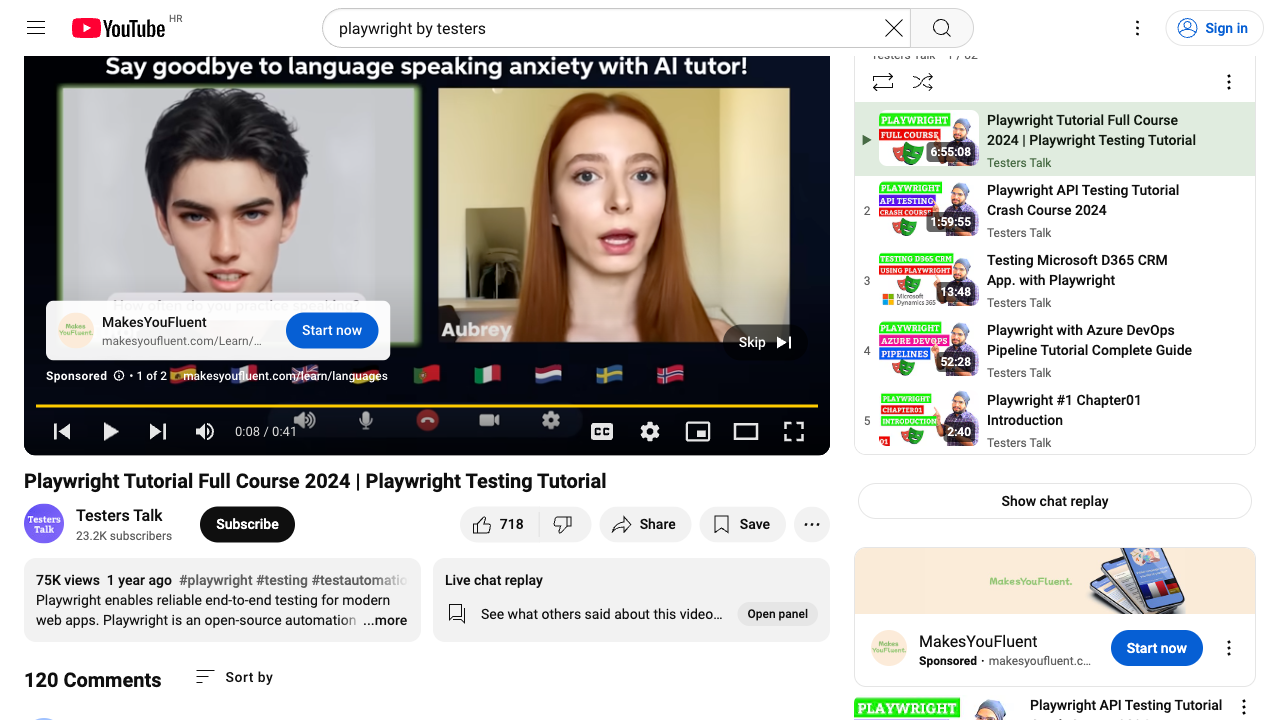 YouTube HR
playwright by testers
Sign in
Say goodbye to language speaking anxiety with AI tutor!
How often do you practice speaking?
Aubrey
MakesYouFluent.
MakesYouFluent
makesyoufluent.com/Learn/...
Start now
Skip
Sponsored • 1 of 2 • makesyoufluent.com/learn/languages
0:08 / 0:41
CC
Playwright Tutorial Full Course 2024 | Playwright Testing Tutorial
Testers Talk
Testers Talk
23.2K subscribers
Subscribe
718
Share
Save
75K views 1 year ago #playwright #testing #testautomatio
Playwright enables reliable end-to-end testing for modern
web apps. Playwright is an open-source automation ...more
Live chat replay
See what others said about this video...
Open panel
120 Comments
Sort by
Testers Talk - 1 / 82
PLAYWRIGHT
FULL COURSE
6:55:08
Playwright Tutorial Full Course
2024 | Playwright Testing Tutorial
Testers Talk
2
PLAYWRIGHT
API TESTING
CRASH COURSE
1:59:55
Playwright API Testing Tutorial
Crash Course 2024
Testers Talk
3
TESTING D365 CRM
USING PLAYWRIGHT
Microsoft
Dynamics 365
13:48
Testing Microsoft D365 CRM
App. with Playwright
Testers Talk
4
PLAYWRIGHT
AZURE DEVOPS
PIPELINES
52:28
Playwright with Azure DevOps
Pipeline Tutorial Complete Guide
Testers Talk
5
PLAYWRIGHT
CHAPTER01
INTRODUCTION
01
2:40
Playwright #1 Chapter01
Introduction
Testers Talk
Show chat replay
MakesYouFluent.
MakesYouFluent.
MakesYouFluent
Sponsored · makesyoufluent.c...
Start now
PLAYWRIGHT
Playwright API Testing Tutorial